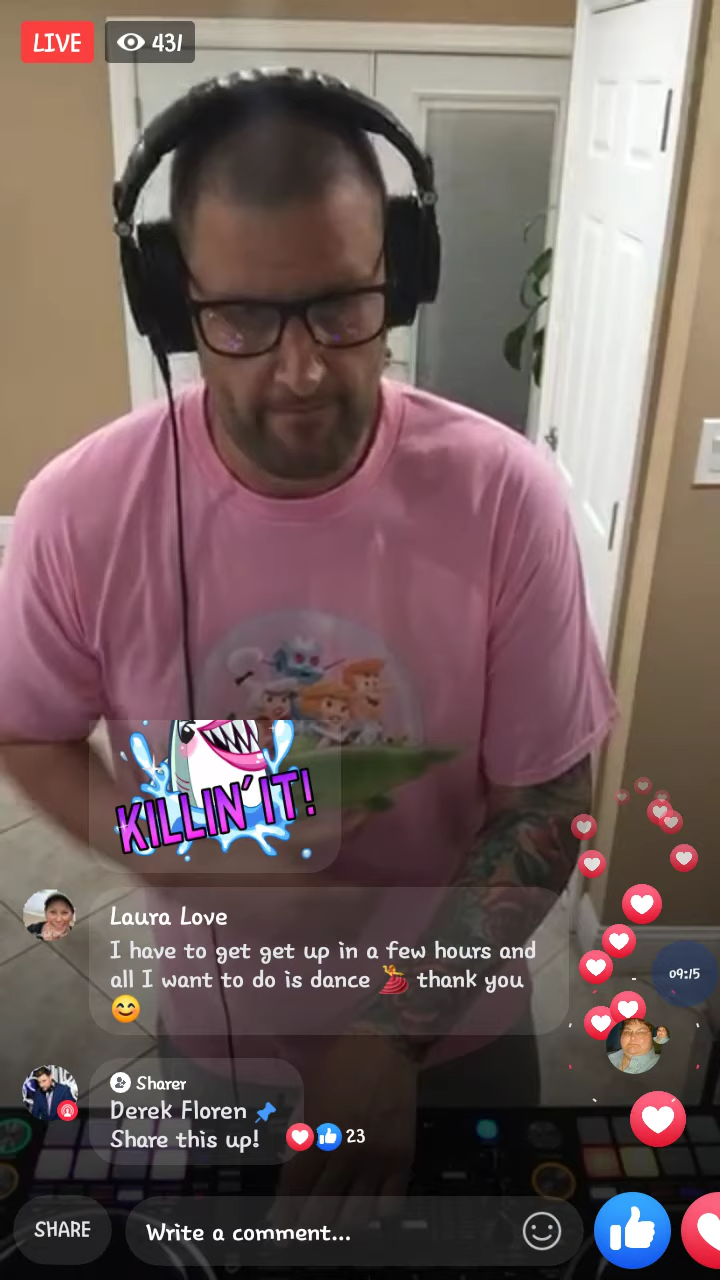 LIVE
431
KILLIN' IT!
Laura Love
I have to get get up in a few hours and
all I want to do is dance 💃 thank you
😊
09:15
Sharer
Derek Floren 📌
Share this up!
23
SHARE
Write a comment...